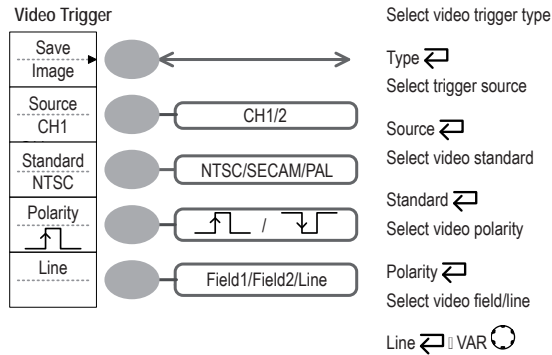 Video Trigger
Save
Image
Source
CH1
Standard
NTSC
Polarity
Line
CH1/2
NTSC/SECAM/PAL
/
Field1/Field2/Line
Select video trigger type
Type
Select trigger source
Source
Select video standard
Standard
Select video polarity
Polarity
Select video field/line
Line VAR